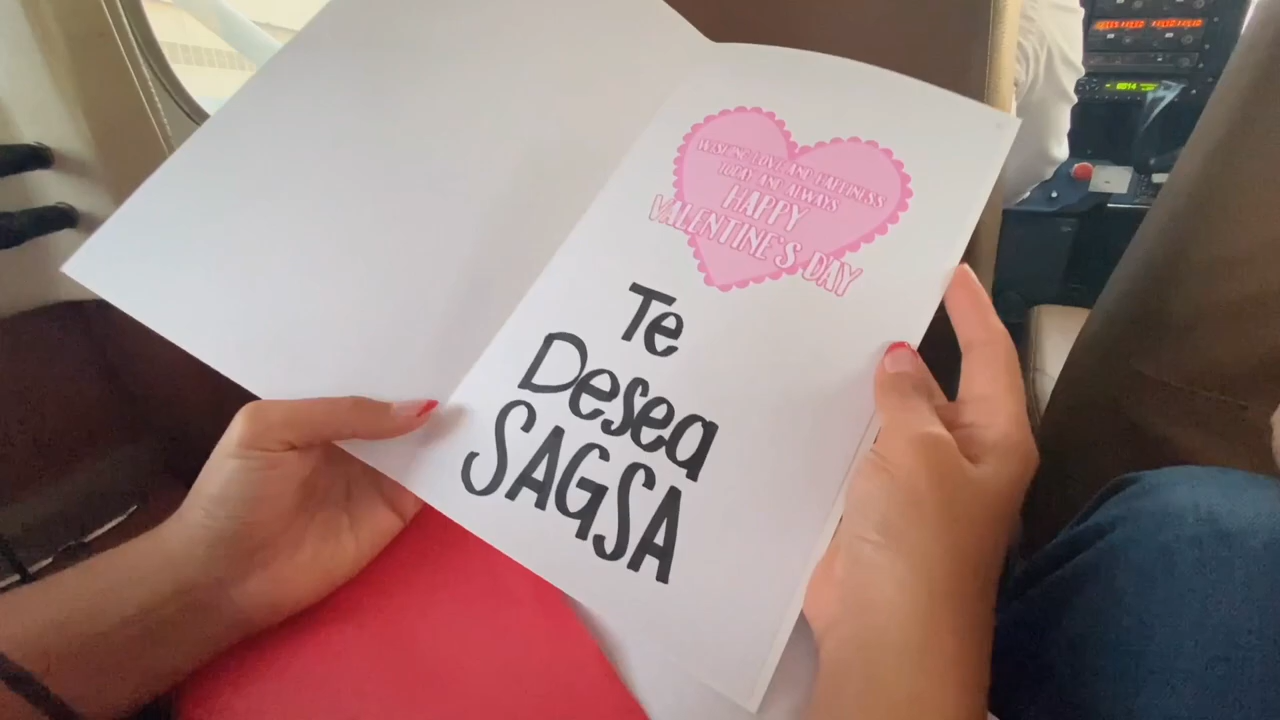 WISHING LOVE AND HAPPINESS
TODAY AND ALWAYS
HAPPY
VALENTINE'S DAY
Te
Desea
SAGSA